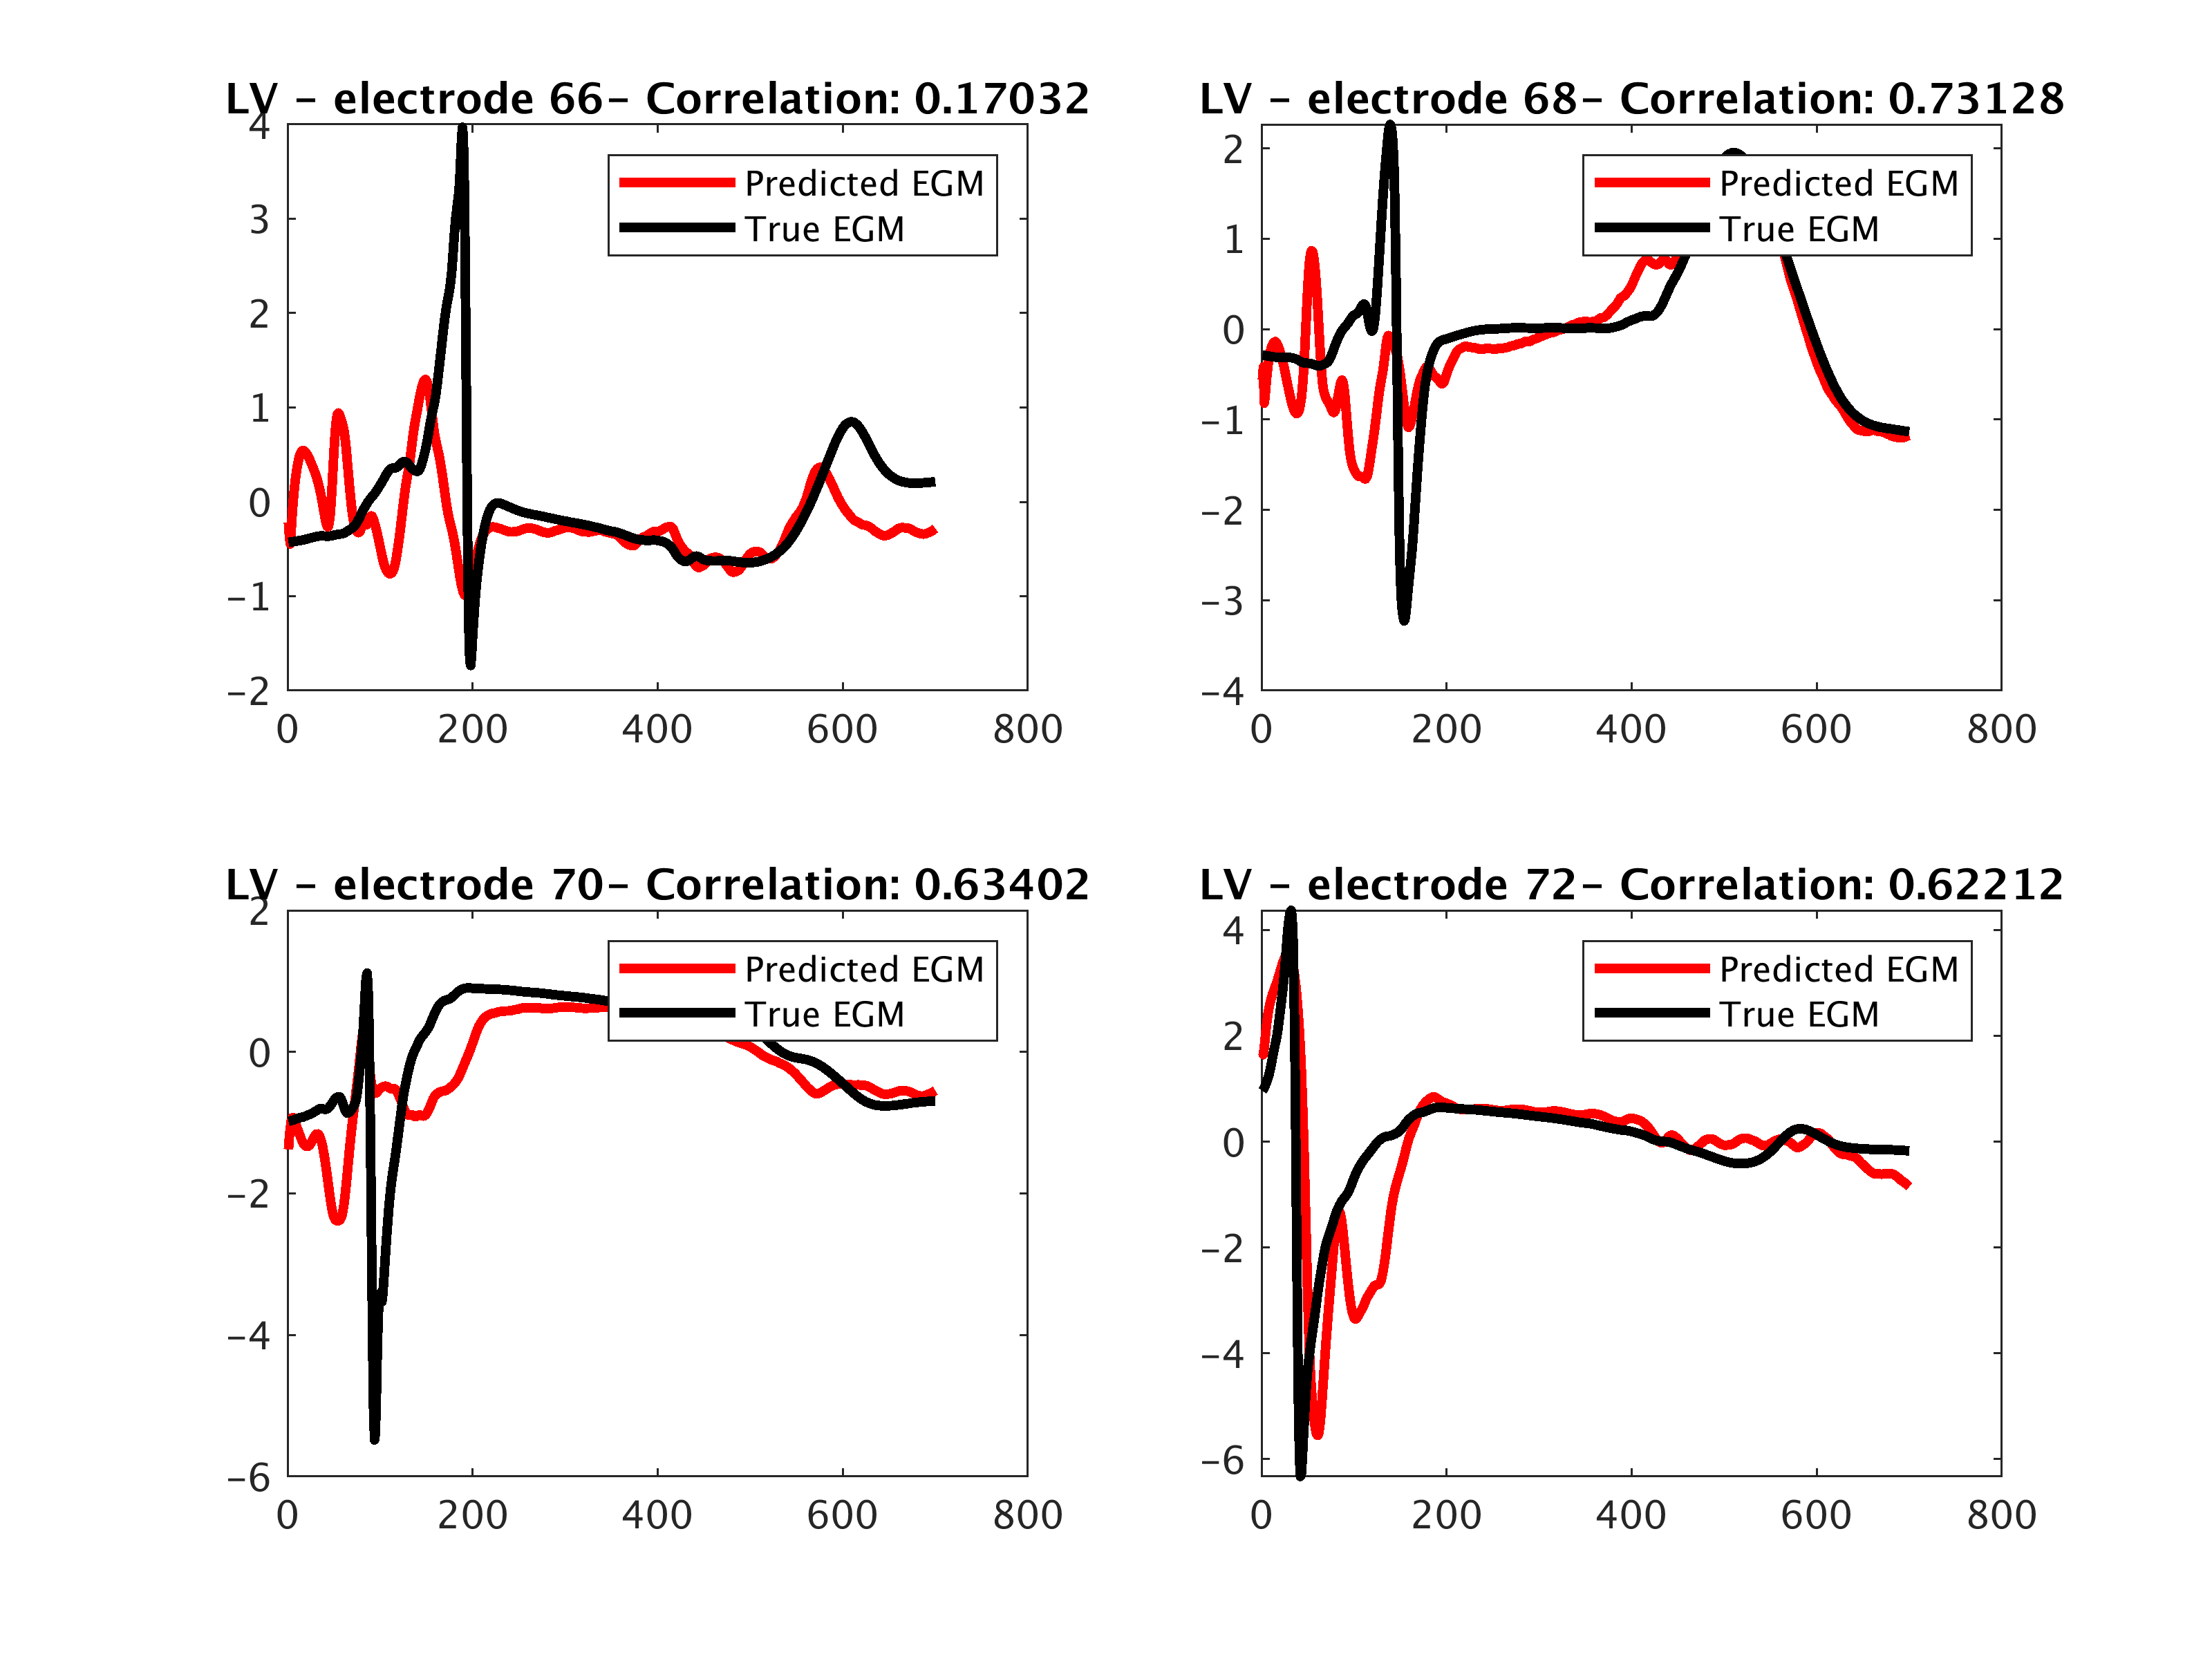 LV - electrode 66- Correlation: 0.17032
4
3
2
1
0
-1
-2
0 200 400 600 800
Predicted EGM
True EGM
LV - electrode 68- Correlation: 0.73128
2
1
0
-1
-2
-3
-4
0 200 400 600 800
Predicted EGM
True EGM
LV - electrode 70- Correlation: 0.63402
2
0
-2
-4
-6
0 200 400 600 800
Predicted EGM
True EGM
LV - electrode 72- Correlation: 0.62212
4
2
0
-2
-4
-6
0 200 400 600 800
Predicted EGM
True EGM